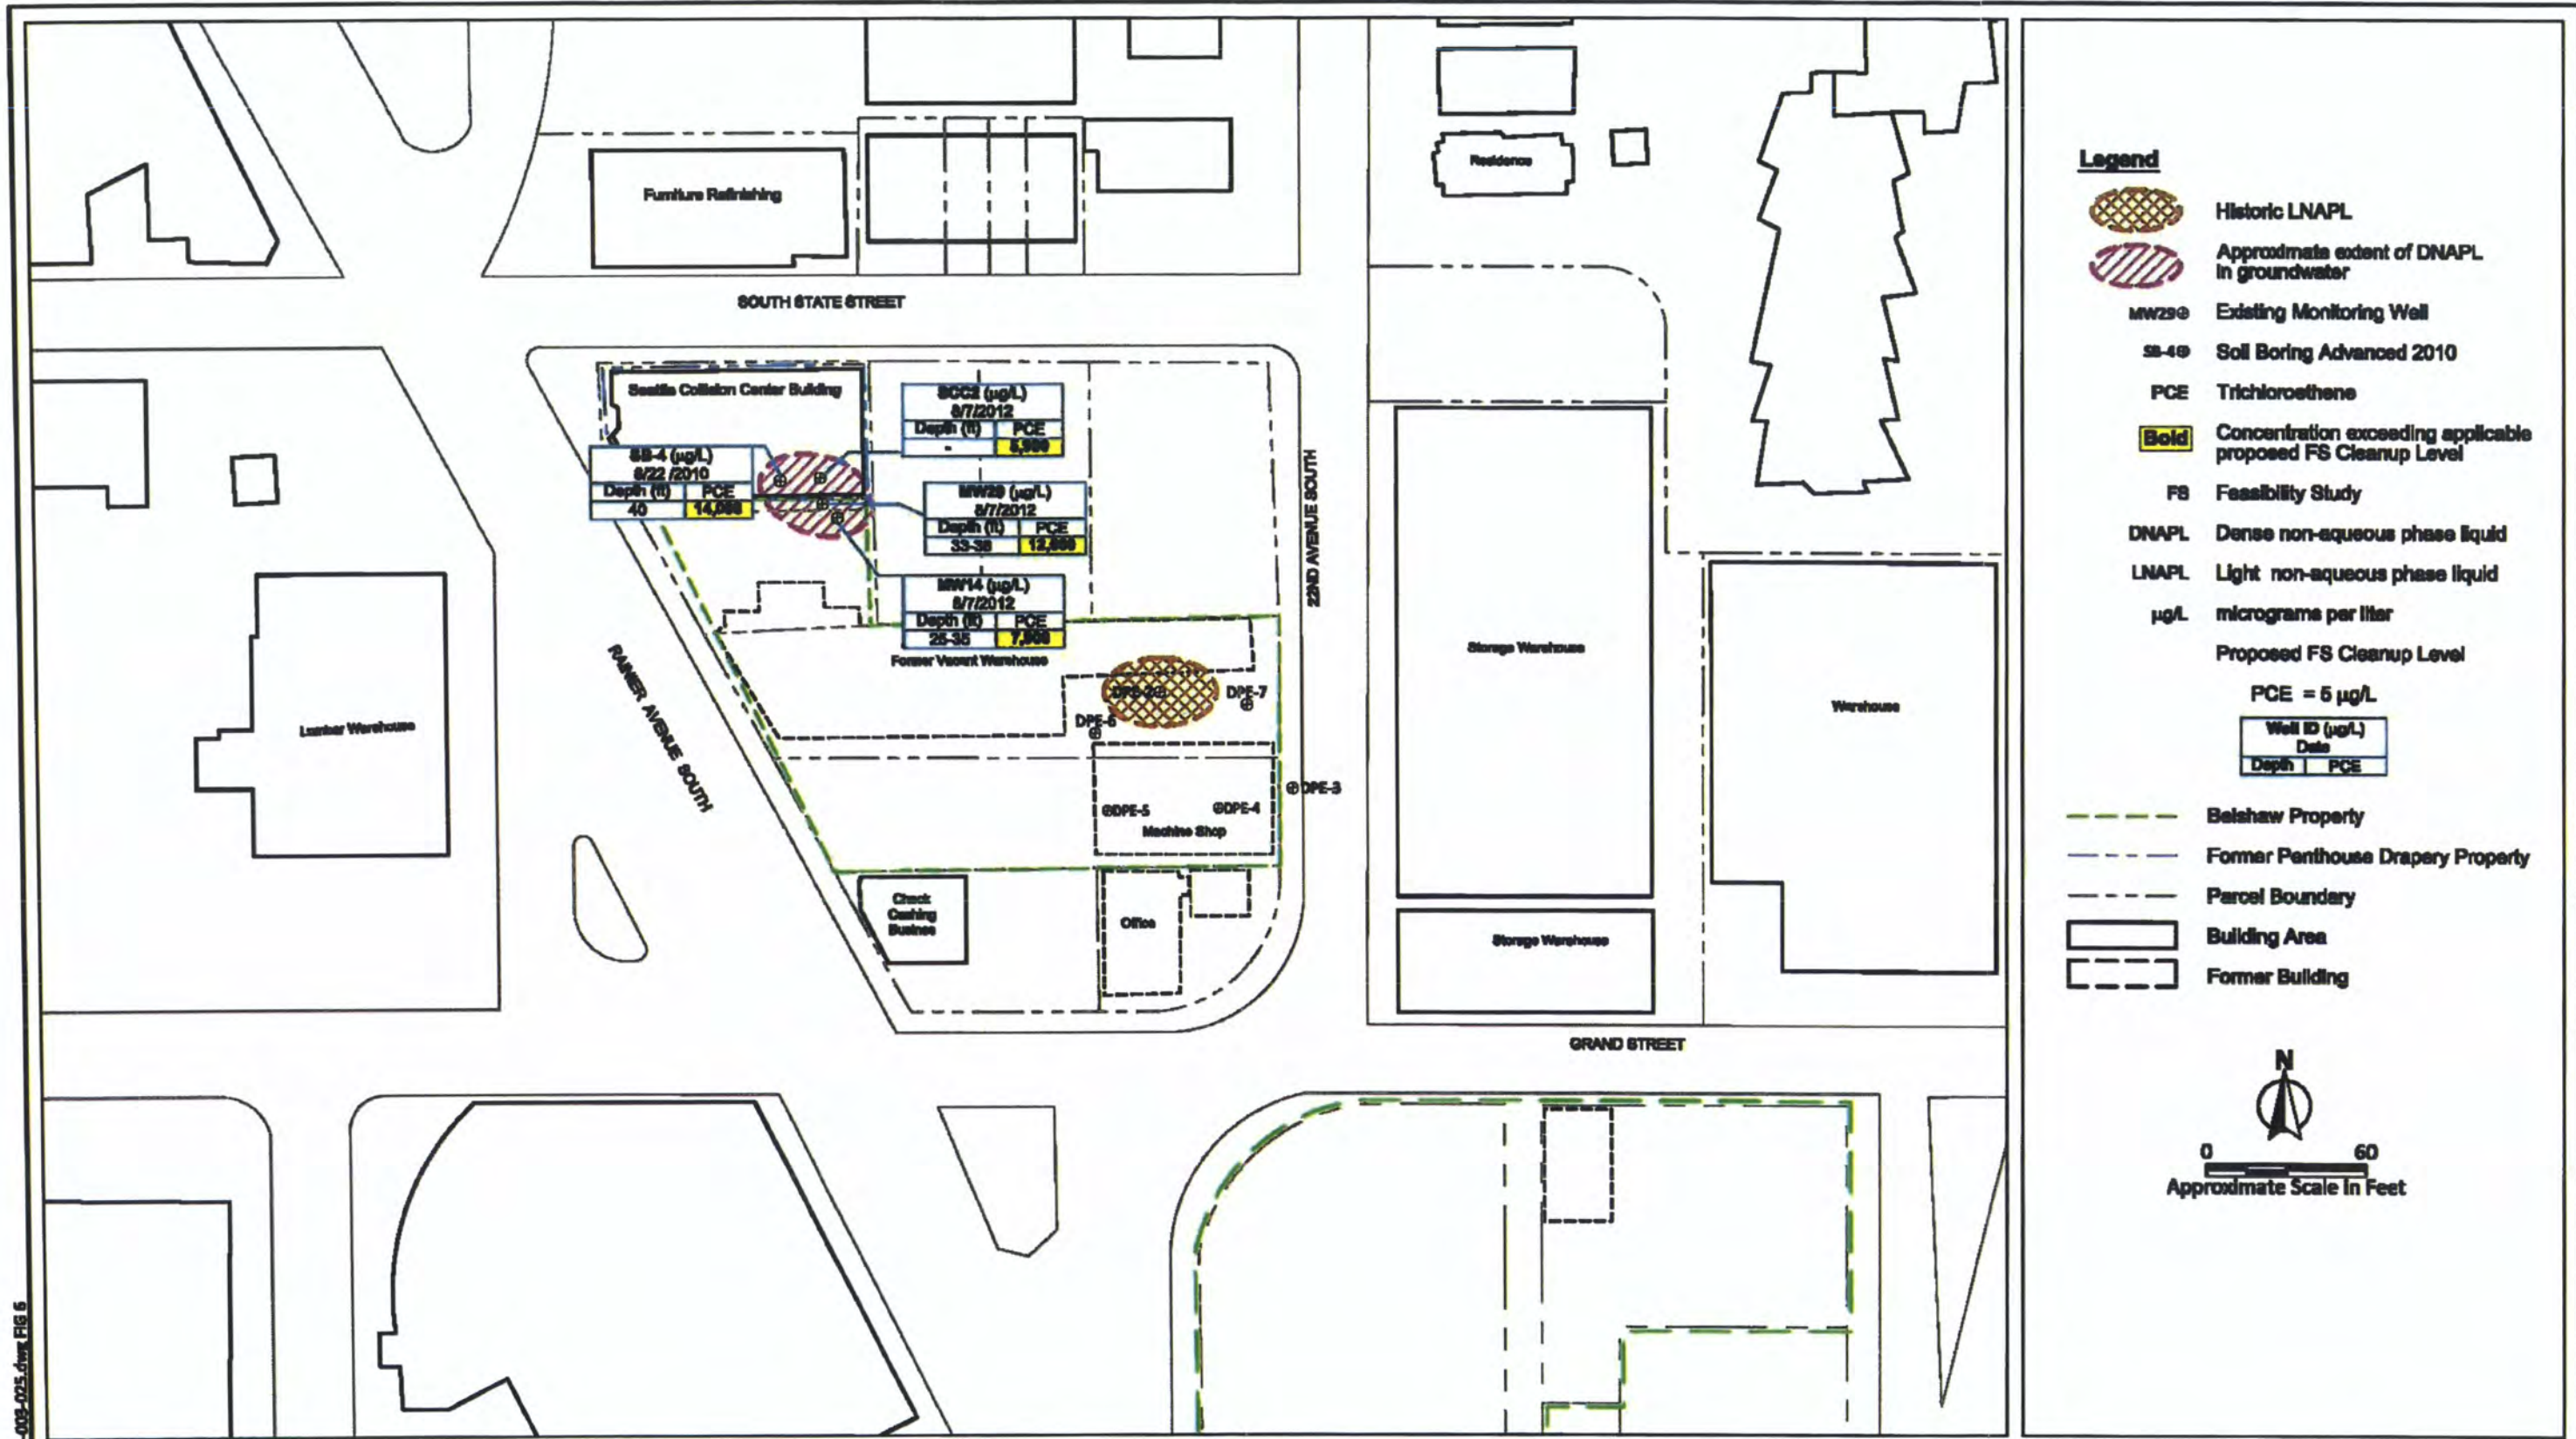 Furniture Refinishing
Residence
SOUTH STATE STREET
Seattle Collision Center Building
SCC2 (µg/L)
8/7/2012
Depth (ft) PCE
-
SB-4 (µg/L)
8/22 /2010
Depth (ft) PCE
40
MW29 (µg/L)
8/7/2012
Depth (ft) PCE
33-38
MW14 (µg/L)
8/7/2012
Depth (ft) PCE
25-35
Former Vacant Warehouse
22ND AVENUE SOUTH
RAINIER AVENUE SOUTH
Lumber Warehouse
DPE-2
DPE-7
DPE-6
DPE-3
DPE-5
DPE-4
Machine Shop
Check
Cashing
Busines
Office
Storage Warehouse
Storage Warehouse
Warehouse
GRAND STREET
Legend
Historic LNAPL
Approximate extent of DNAPL
in groundwater
MW29 Existing Monitoring Well
SB-4 Soil Boring Advanced 2010
PCE Trichloroethene
Bold Concentration exceeding applicable
proposed FS Cleanup Level
FS Feasibility Study
DNAPL Dense non-aqueous phase liquid
LNAPL Light non-aqueous phase liquid
µg/L micrograms per liter
Proposed FS Cleanup Level
PCE = 5 µg/L
Well ID (µg/L)
Date
Depth PCE
Belshaw Property
Former Penthouse Drapery Property
Parcel Boundary
Building Area
Former Building
N
0 60
Approximate Scale In Feet
-003-025.dwg FIG 6